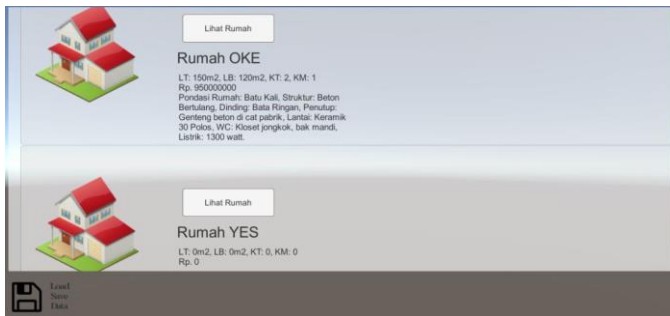 Lihat Rumah
Rumah OKE
LT: 150m2, LB: 120m2, KT: 2, KM: 1
Rp. 950000000
Pondasi Rumah: Batu Kali, Struktur: Beton
Bertulang, Dinding: Bata Ringan, Penutup:
Genteng beton di cat pabrik, Lantai: Keramik
30 Polos, WC: Kloset jongkok, bak mandi,
Listrik: 1300 watt.
Lihat Rumah
Rumah YES
LT: 0m2, LB: 0m2, KT: 0, KM: 0
Rp. 0
Load
Save
Data